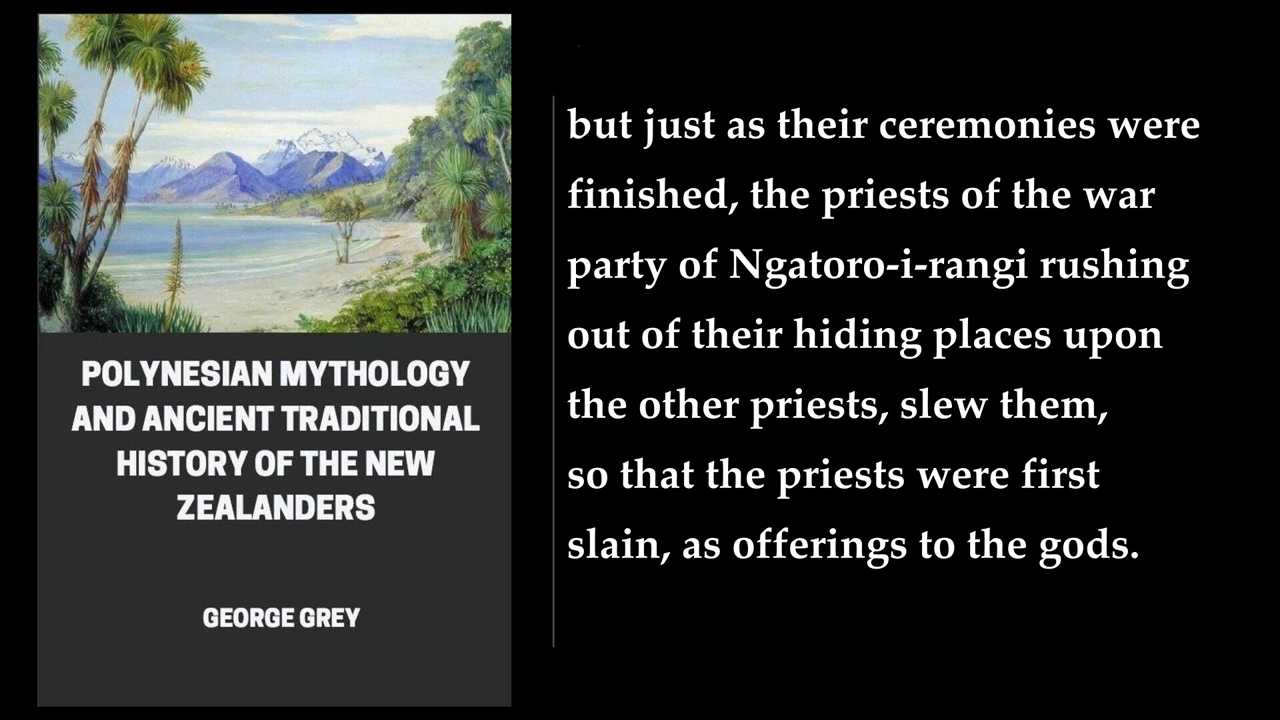 POLYNESIAN MYTHOLOGY
AND ANCIENT TRADITIONAL
HISTORY OF THE NEW
ZEALANDERS
GEORGE GREY
but just as their ceremonies were
finished, the priests of the war
party of Ngatoro-i-rangi rushing
out of their hiding places upon
the other priests, slew them,
so that the priests were first
slain, as offerings to the gods.